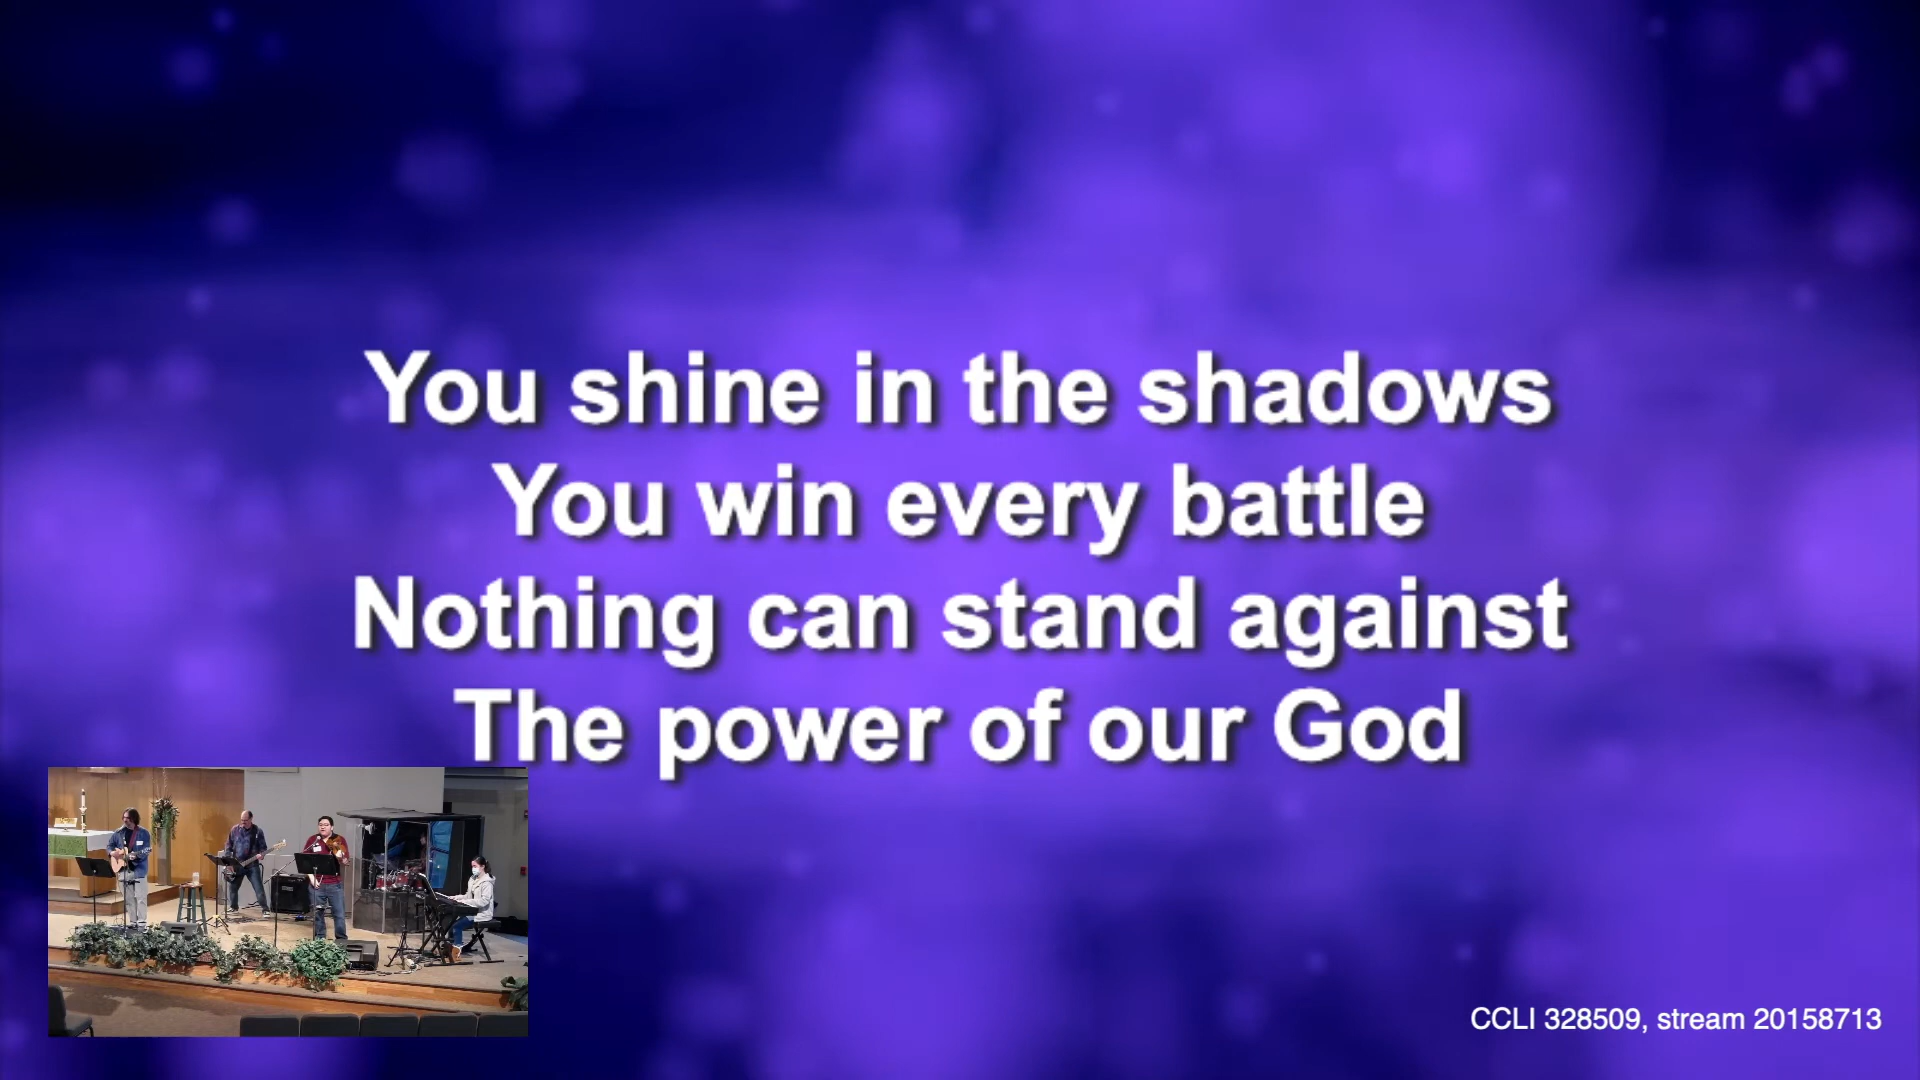 You shine in the shadows
You win every battle
Nothing can stand against
The power of our God
CCLI 328509, stream 20158713